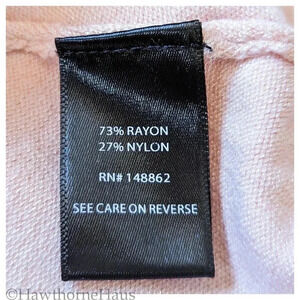 73% RAYON
27% NYLON
RN# 148862
SEE CARE ON REVERSE
©HawthorneHaus